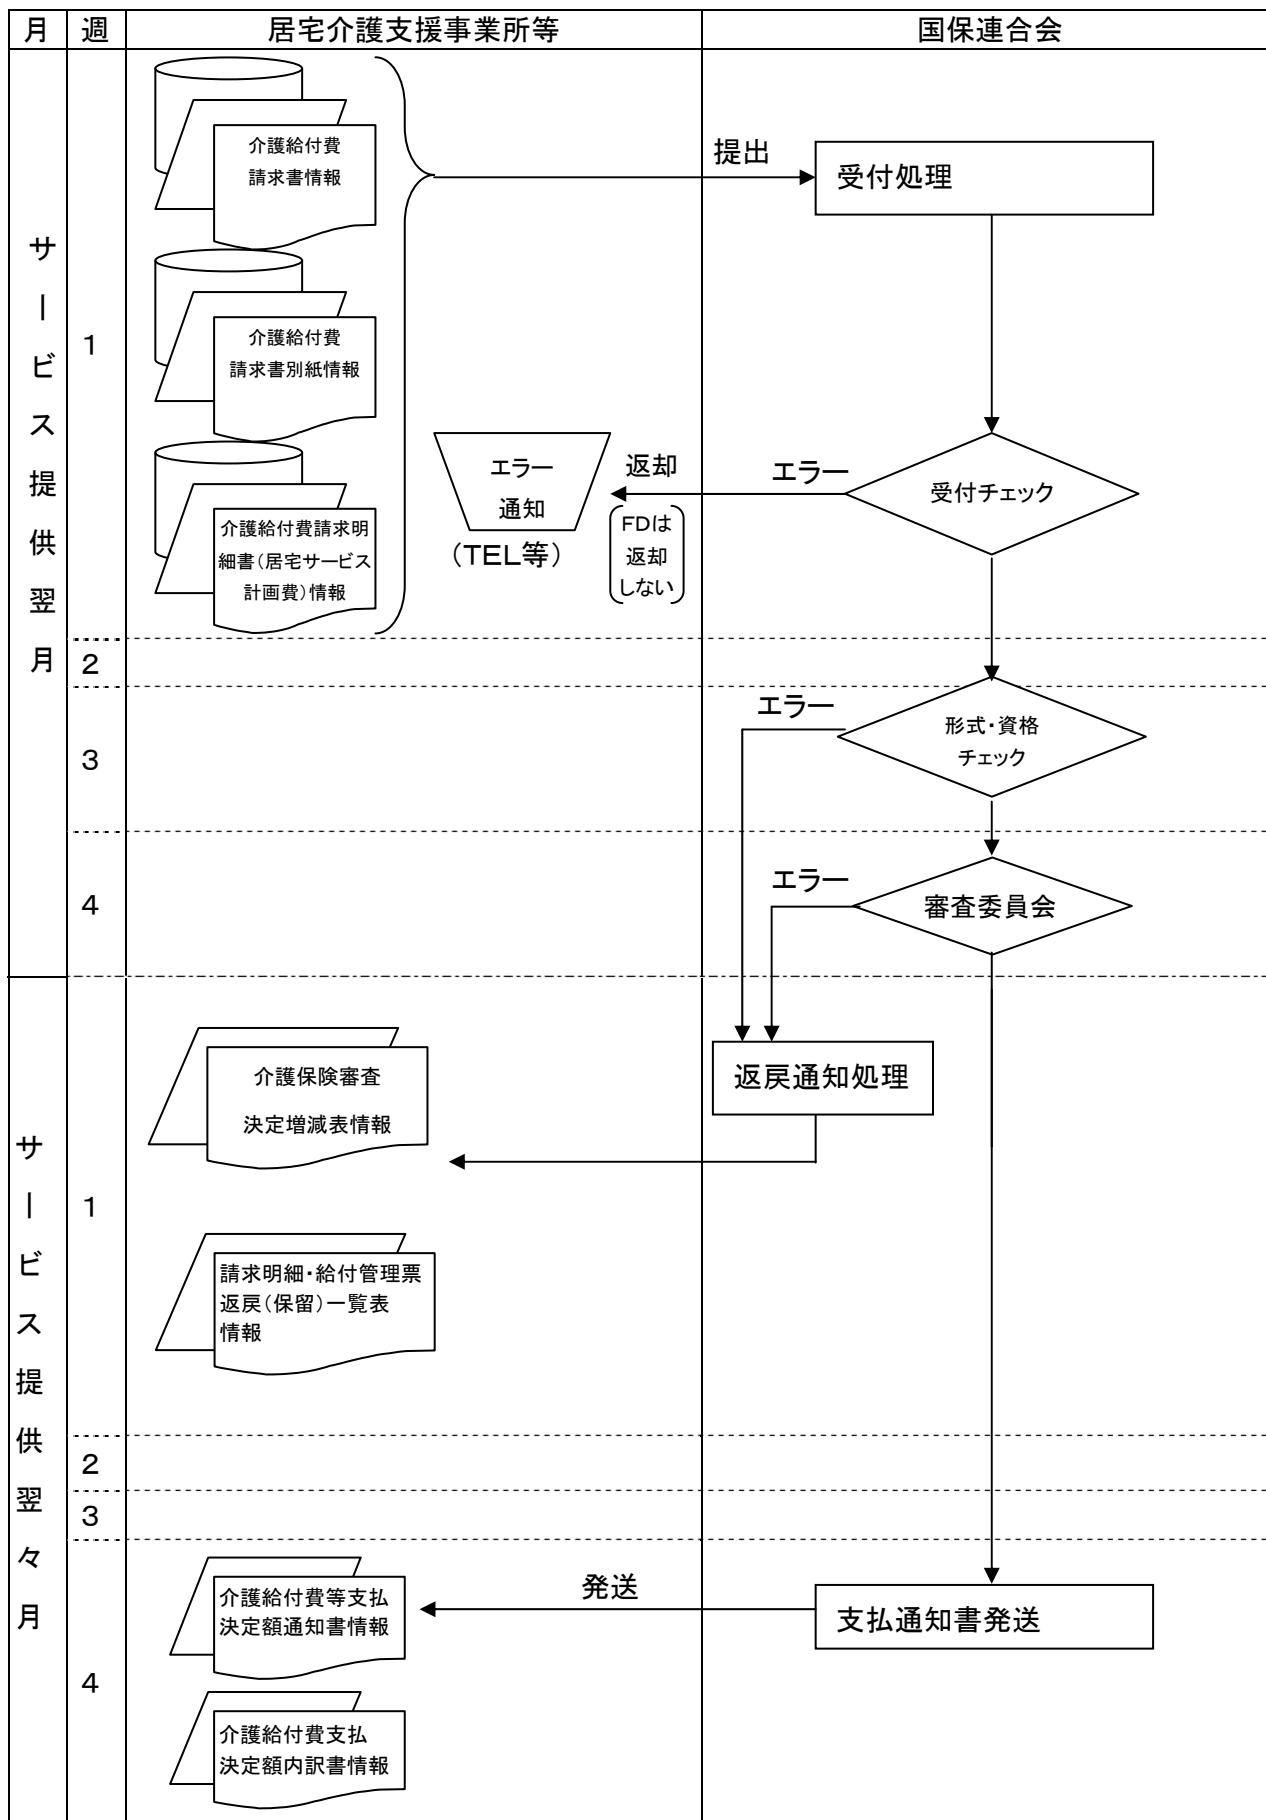 月 週 居宅介護支援事業所等 国保連合会
サービス提供翌月
1
介護給付費
請求書情報
提出
受付処理
介護給付費
請求書別紙情報
エラー
通知
(TEL等)
返却
FDは
返却
しない
エラー
受付チェック
介護給付費請求明
細書(居宅サービス
計画費)情報
2
3
エラー
形式・資格
チェック
4
エラー
審査委員会
サービス提供翌々月
1
介護保険審査
決定増減表情報
返戻通知処理
請求明細・給付管理票
返戻(保留)一覧表
情報
2
3
4
介護給付費等支払
決定額通知書情報
発送
支払通知書発送
介護給付費支払
決定額内訳書情報